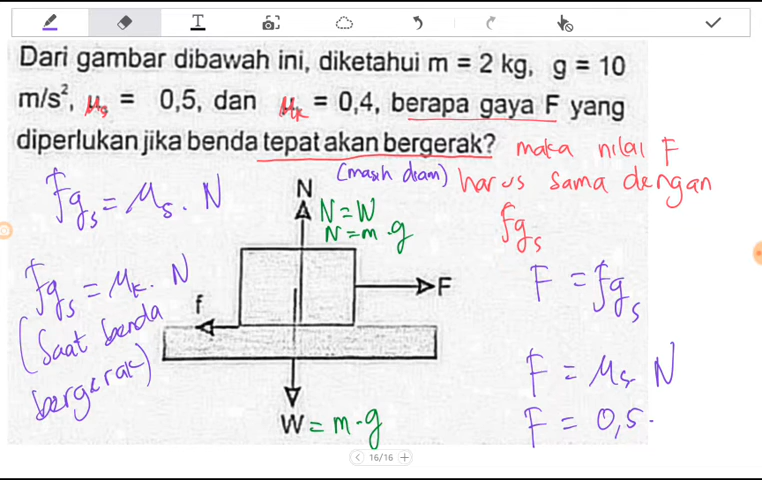 Dari gambar dibawah ini, diketahui m = 2 kg, g = 10
m/s², μs = 0,5, dan μk = 0,4, berapa gaya F yang
diperlukan jika benda tepat akan bergerak?
maka nilai F
(masih diam)
harus sama dengan
fgs
fgs = μs . N
N
N = W
N = m . g
fgs = μk . N
(Saat benda
bergerak)
f
F
F = fgs
F = μs N
F = 0,5 .
W = m . g
16/16